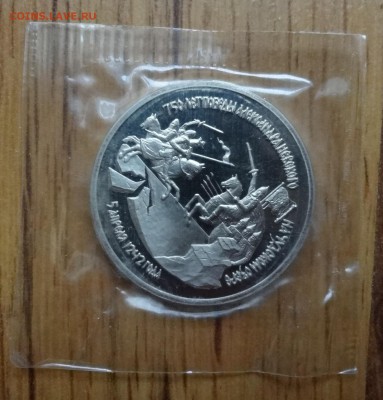 COINS.LAVE.RU
750 ЛЕТ ПОБЕДЫ АЛЕКСАНДРА НЕВСКОГО
НА ЧУДСКОМ ОЗЕРЕ
5 АПРЕЛЯ 1242 ГОДА